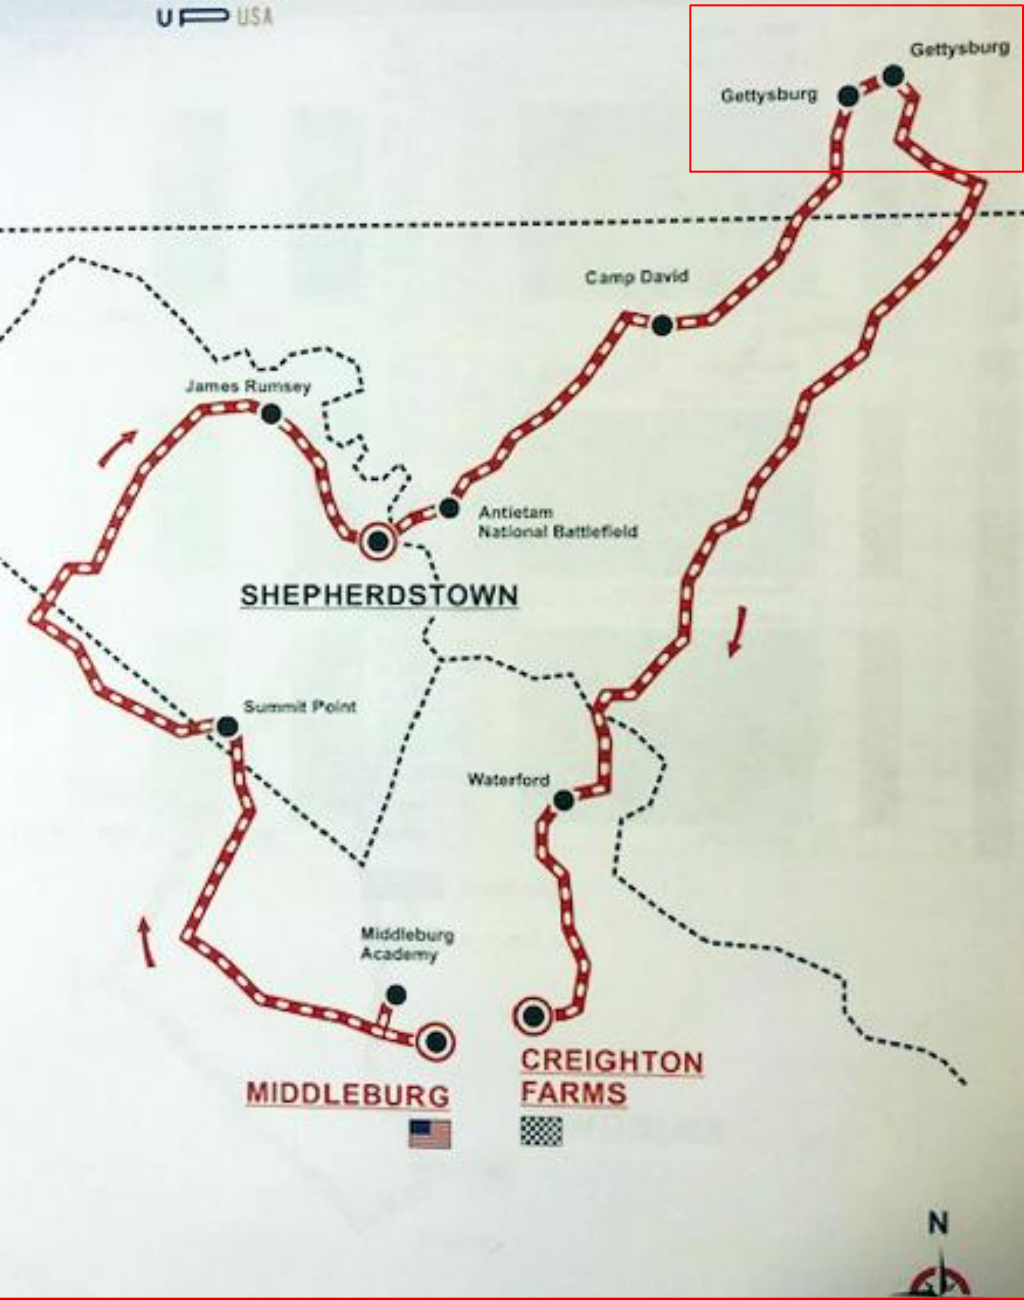 UP USA
Gettysburg
Gettysburg
Camp David
James Rumsey
Antietam
National Battlefield
SHEPHERDSTOWN
Summit Point
Waterford
Middleburg
Academy
MIDDLEBURG
CREIGHTON
FARMS
N